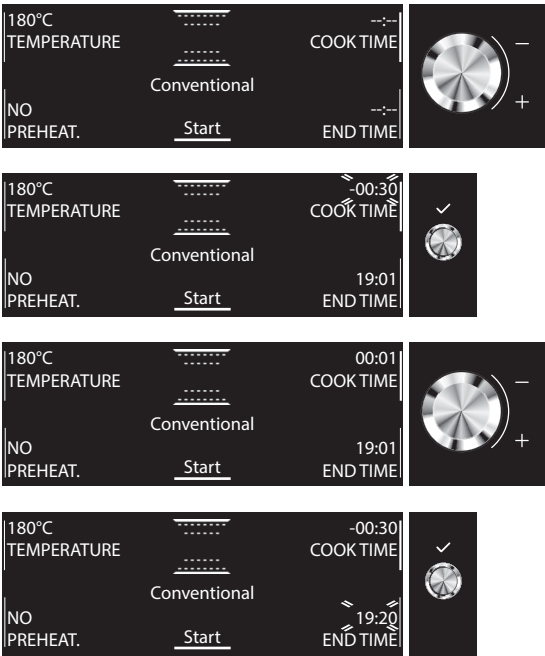 180°C
TEMPERATURE
--:--
COOK TIME
Conventional
NO
PREHEAT.
Start
--:--
END TIME
−
+
180°C
TEMPERATURE
-00:30
COOK TIME
Conventional
NO
PREHEAT.
Start
19:01
END TIME
180°C
TEMPERATURE
00:01
COOK TIME
Conventional
NO
PREHEAT.
Start
19:01
END TIME
−
+
180°C
TEMPERATURE
-00:30
COOK TIME
Conventional
NO
PREHEAT.
Start
19:20
END TIME